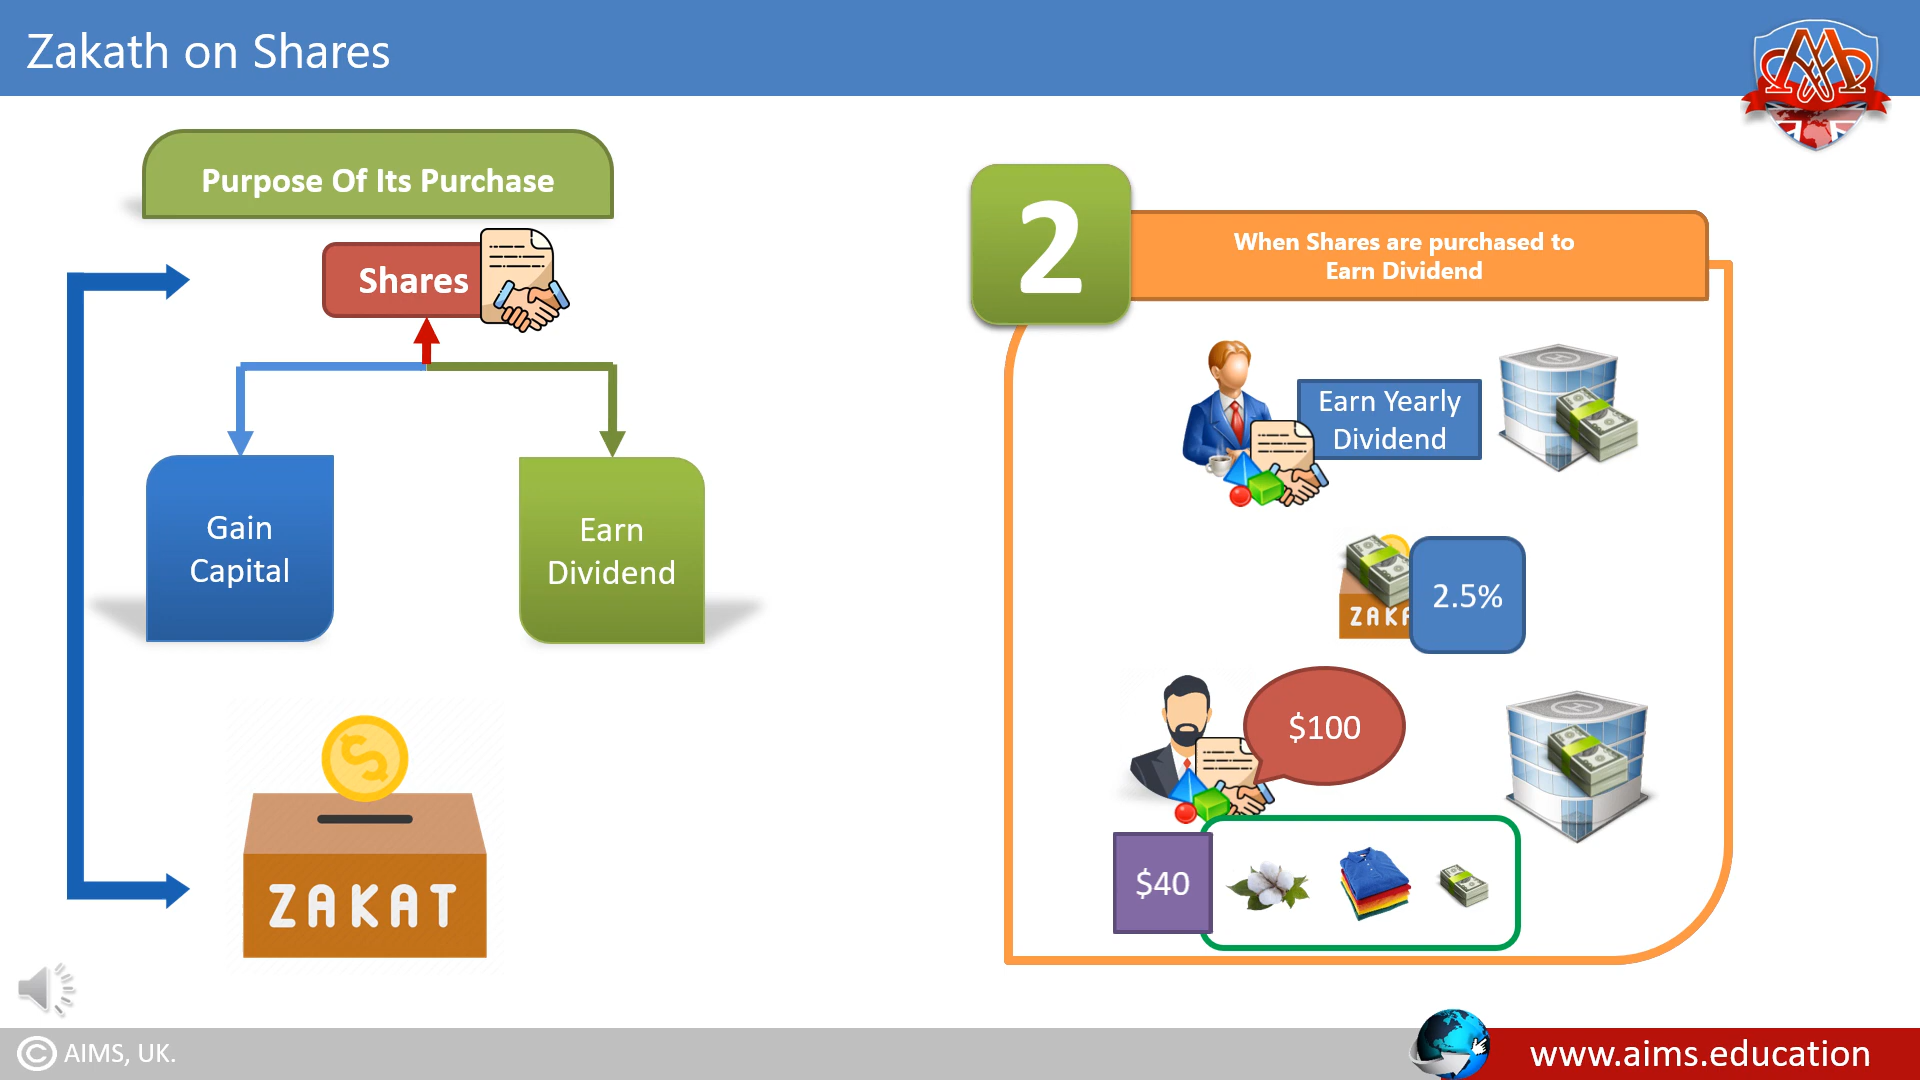 Zakath on Shares
Purpose Of Its Purchase
Shares
Gain
Capital
Earn
Dividend
ZAKAT
2
When Shares are purchased to
Earn Dividend
Earn Yearly
Dividend
2.5%
$100
$40
© AIMS, UK.
www.aims.education